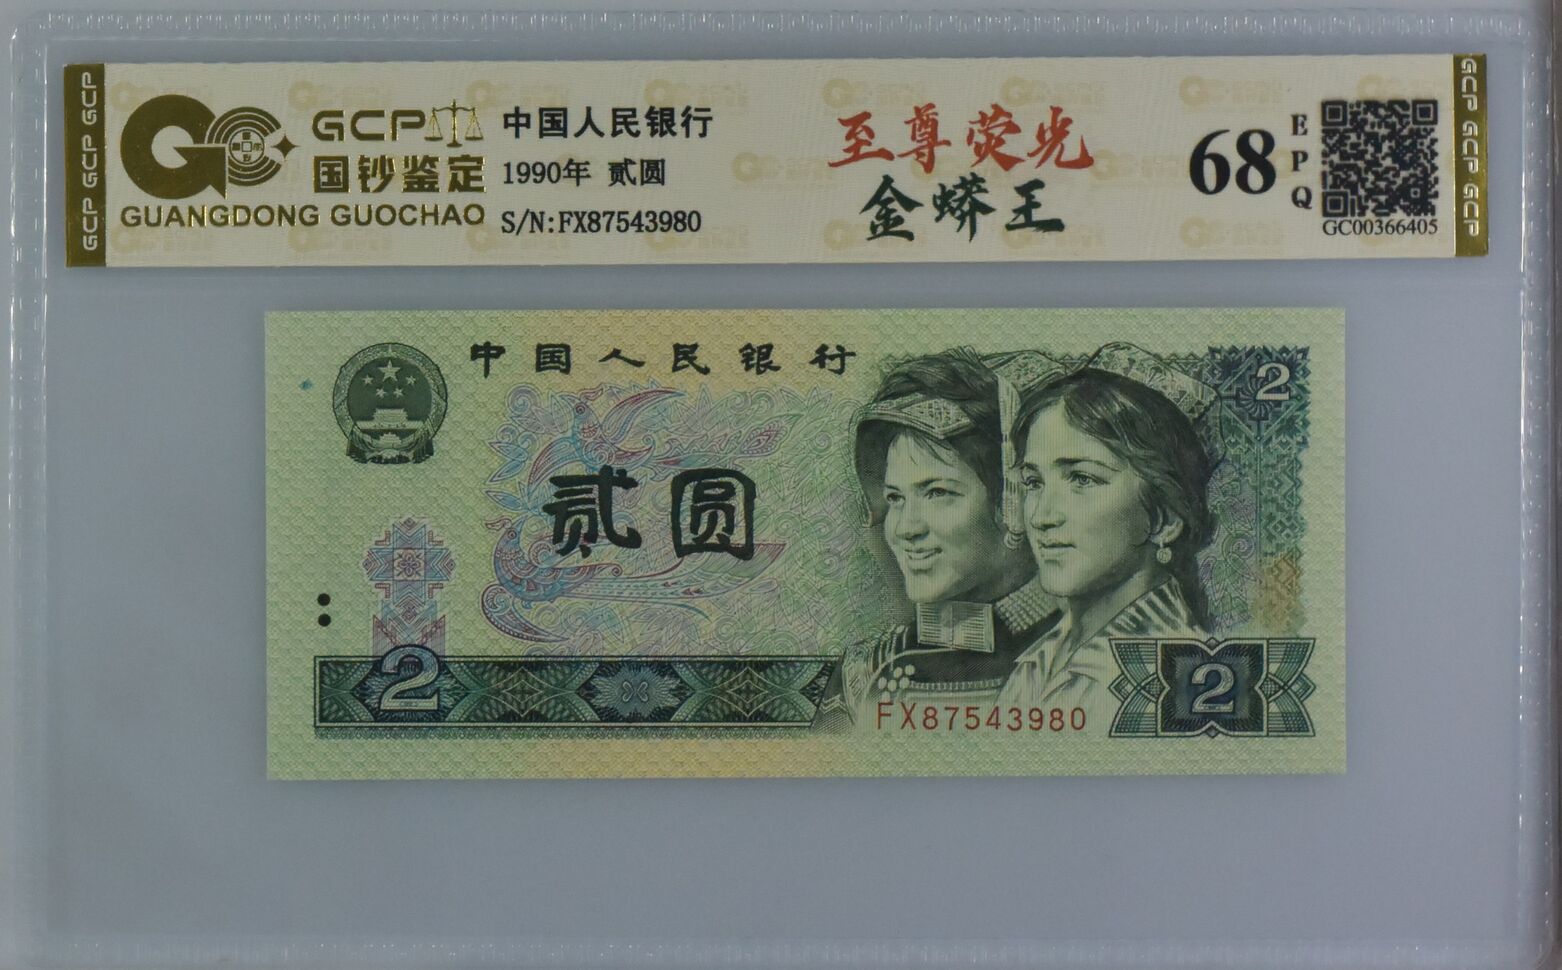 GCP GCP GCP
GCP
国钞鉴定
GUANGDONG GUOCHAO
中国人民银行
1990年 贰圆
S/N:FX87543980
至尊荧光
金蟒王
68
EPQ
GC00366405
GCP GCP GCP
中国人民银行
2
贰圆
2
FX87543980
2